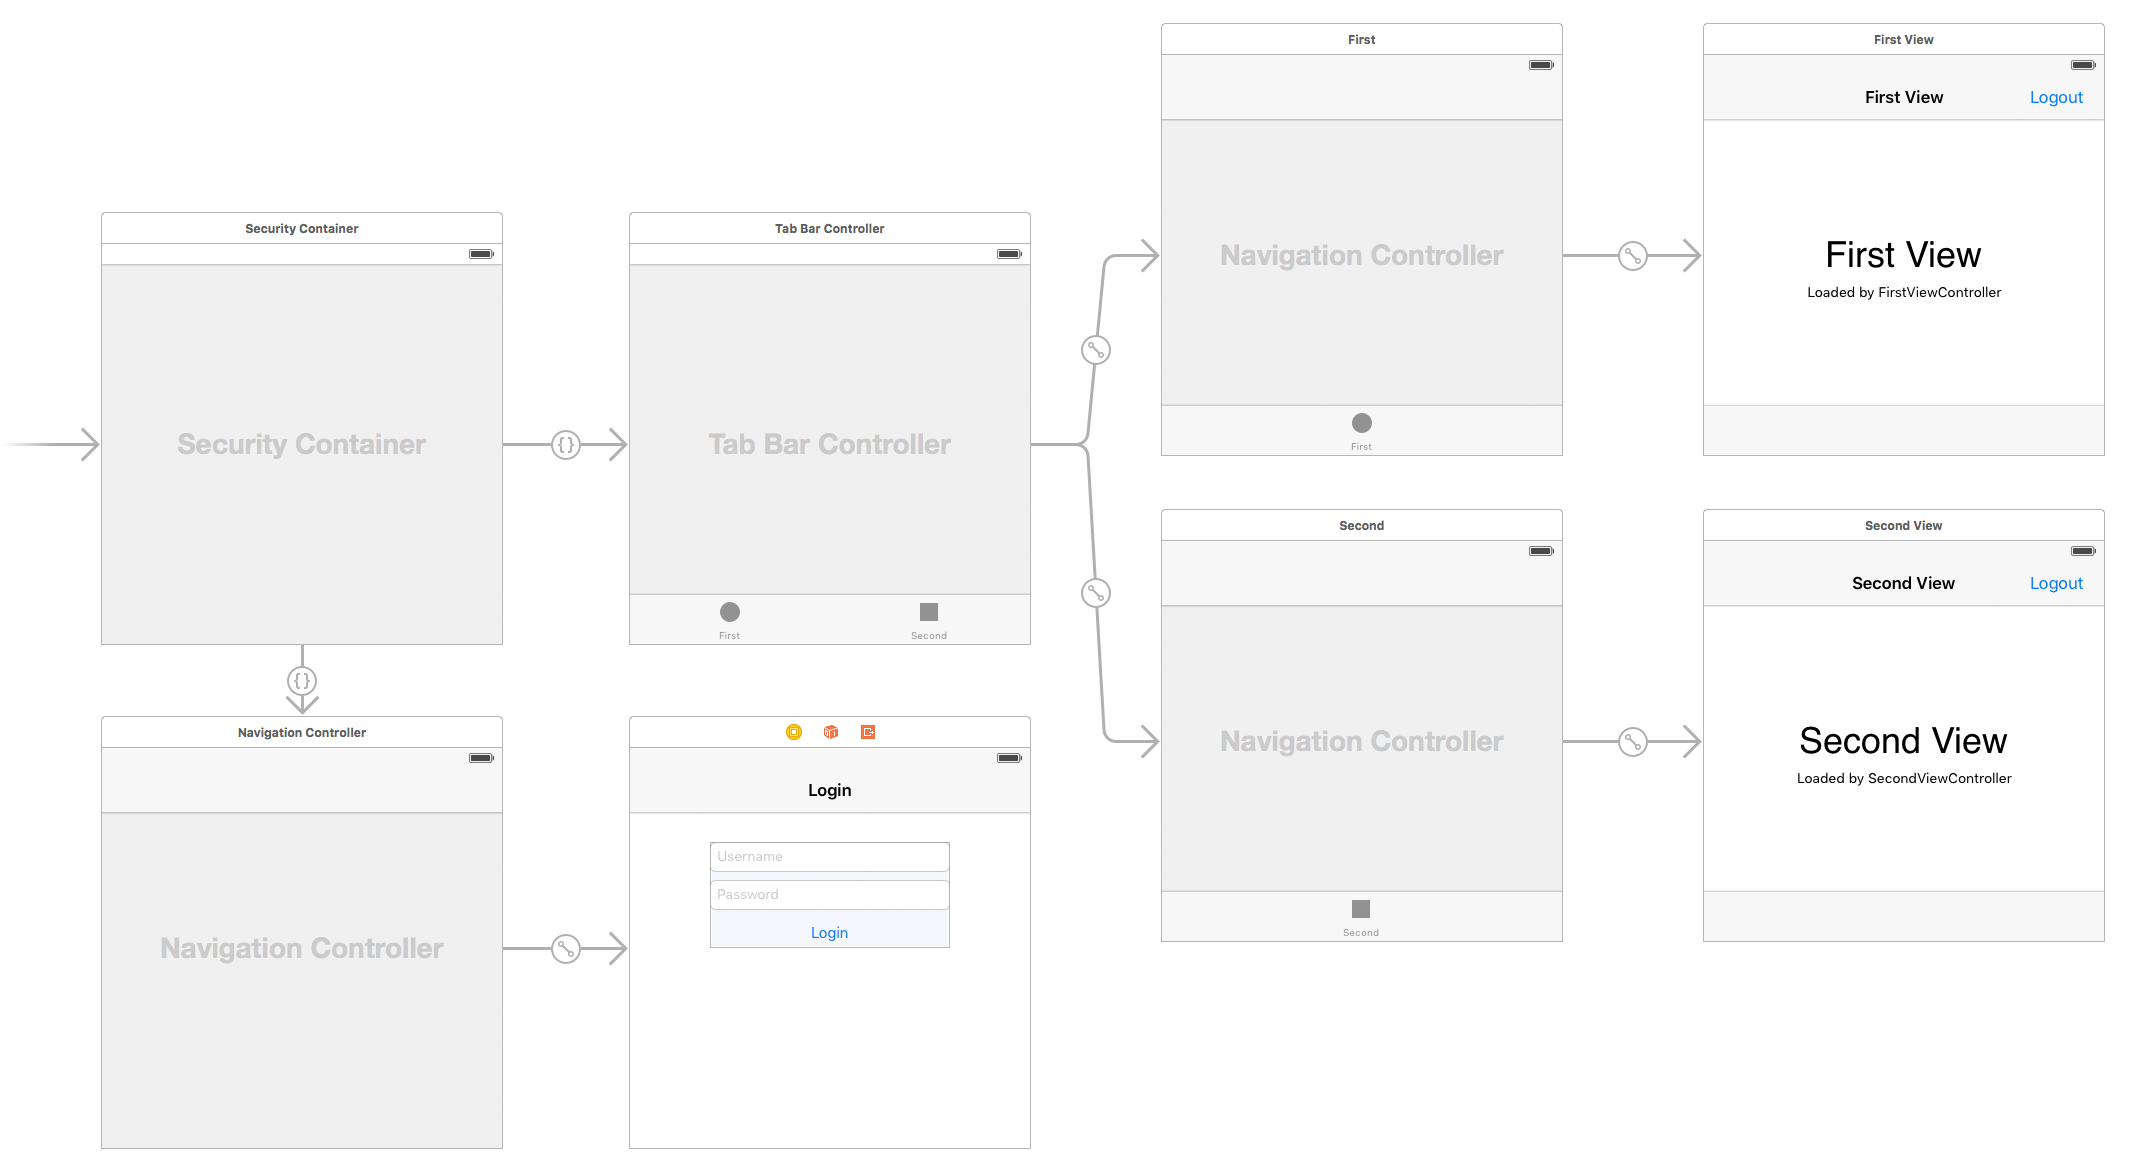 Security Container
Security Container
Tab Bar Controller
Tab Bar Controller
First
Second
First
Navigation Controller
First
First View
First View
Logout
First View
Loaded by FirstViewController
Second
Navigation Controller
Second
Second View
Second View
Logout
Second View
Loaded by SecondViewController
Navigation Controller
Navigation Controller
Login
Username
Password
Login